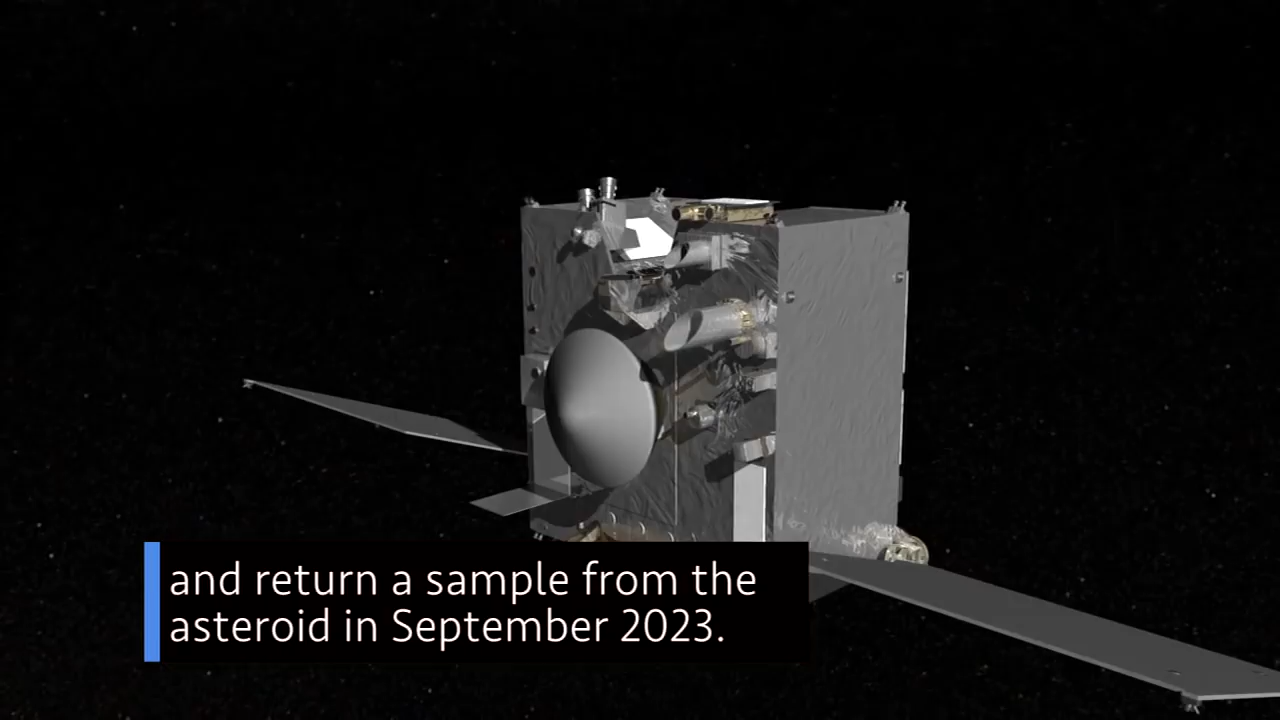 and return a sample from the
asteroid in September 2023.